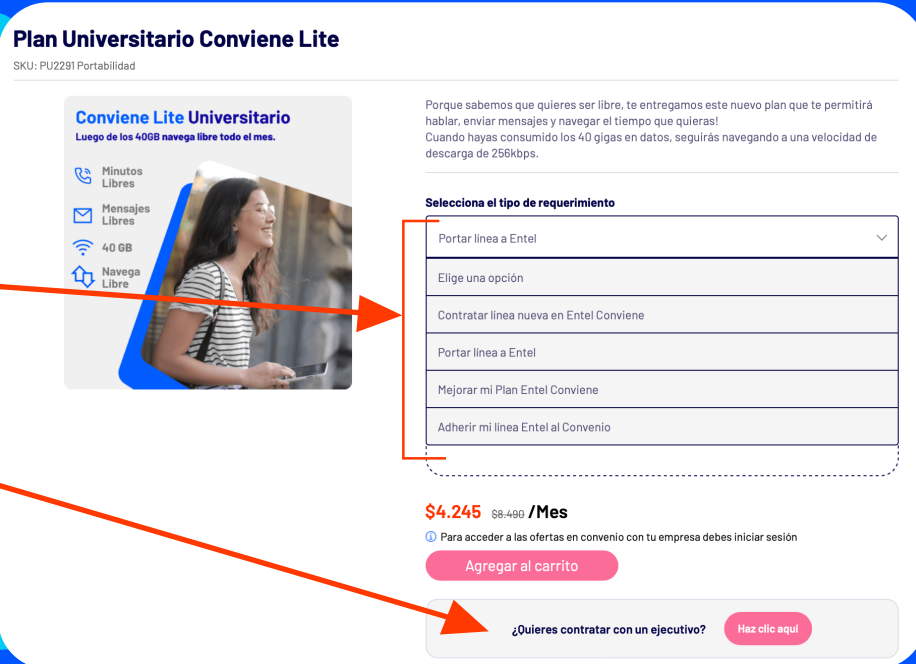 Plan Universitario Conviene Lite
SKU: PU2291 Portabilidad
Conviene Lite Universitario
Luego de los 40GB navega libre todo el mes.
Minutos
Libres
Mensajes
Libres
40 GB
Navega
Libre
Porque sabemos que quieres ser libre, te entregamos este nuevo plan que te permitirá
hablar, enviar mensajes y navegar el tiempo que quieras!
Cuando hayas consumido los 40 gigas en datos, seguirás navegando a una velocidad de
descarga de 256kbps.
Selecciona el tipo de requerimiento
Portar línea a Entel
Elige una opción
Contratar línea nueva en Entel Conviene
Portar línea a Entel
Mejorar mi Plan Entel Conviene
Adherir mi línea Entel al Convenio
$4.245 $8.490 /Mes
Para acceder a las ofertas en convenio con tu empresa debes iniciar sesión
Agregar al carrito
¿Quieres contratar con un ejecutivo? Haz clic aquí